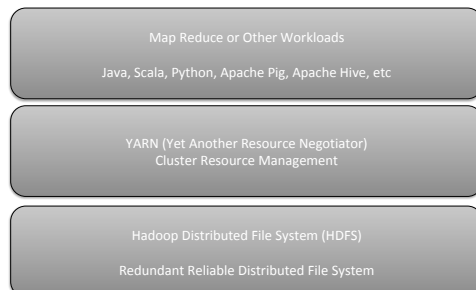 Map Reduce or Other Workloads
Java, Scala, Python, Apache Pig, Apache Hive, etc
YARN (Yet Another Resource Negotiator)
Cluster Resource Management
Hadoop Distributed File System (HDFS)
Redundant Reliable Distributed File System